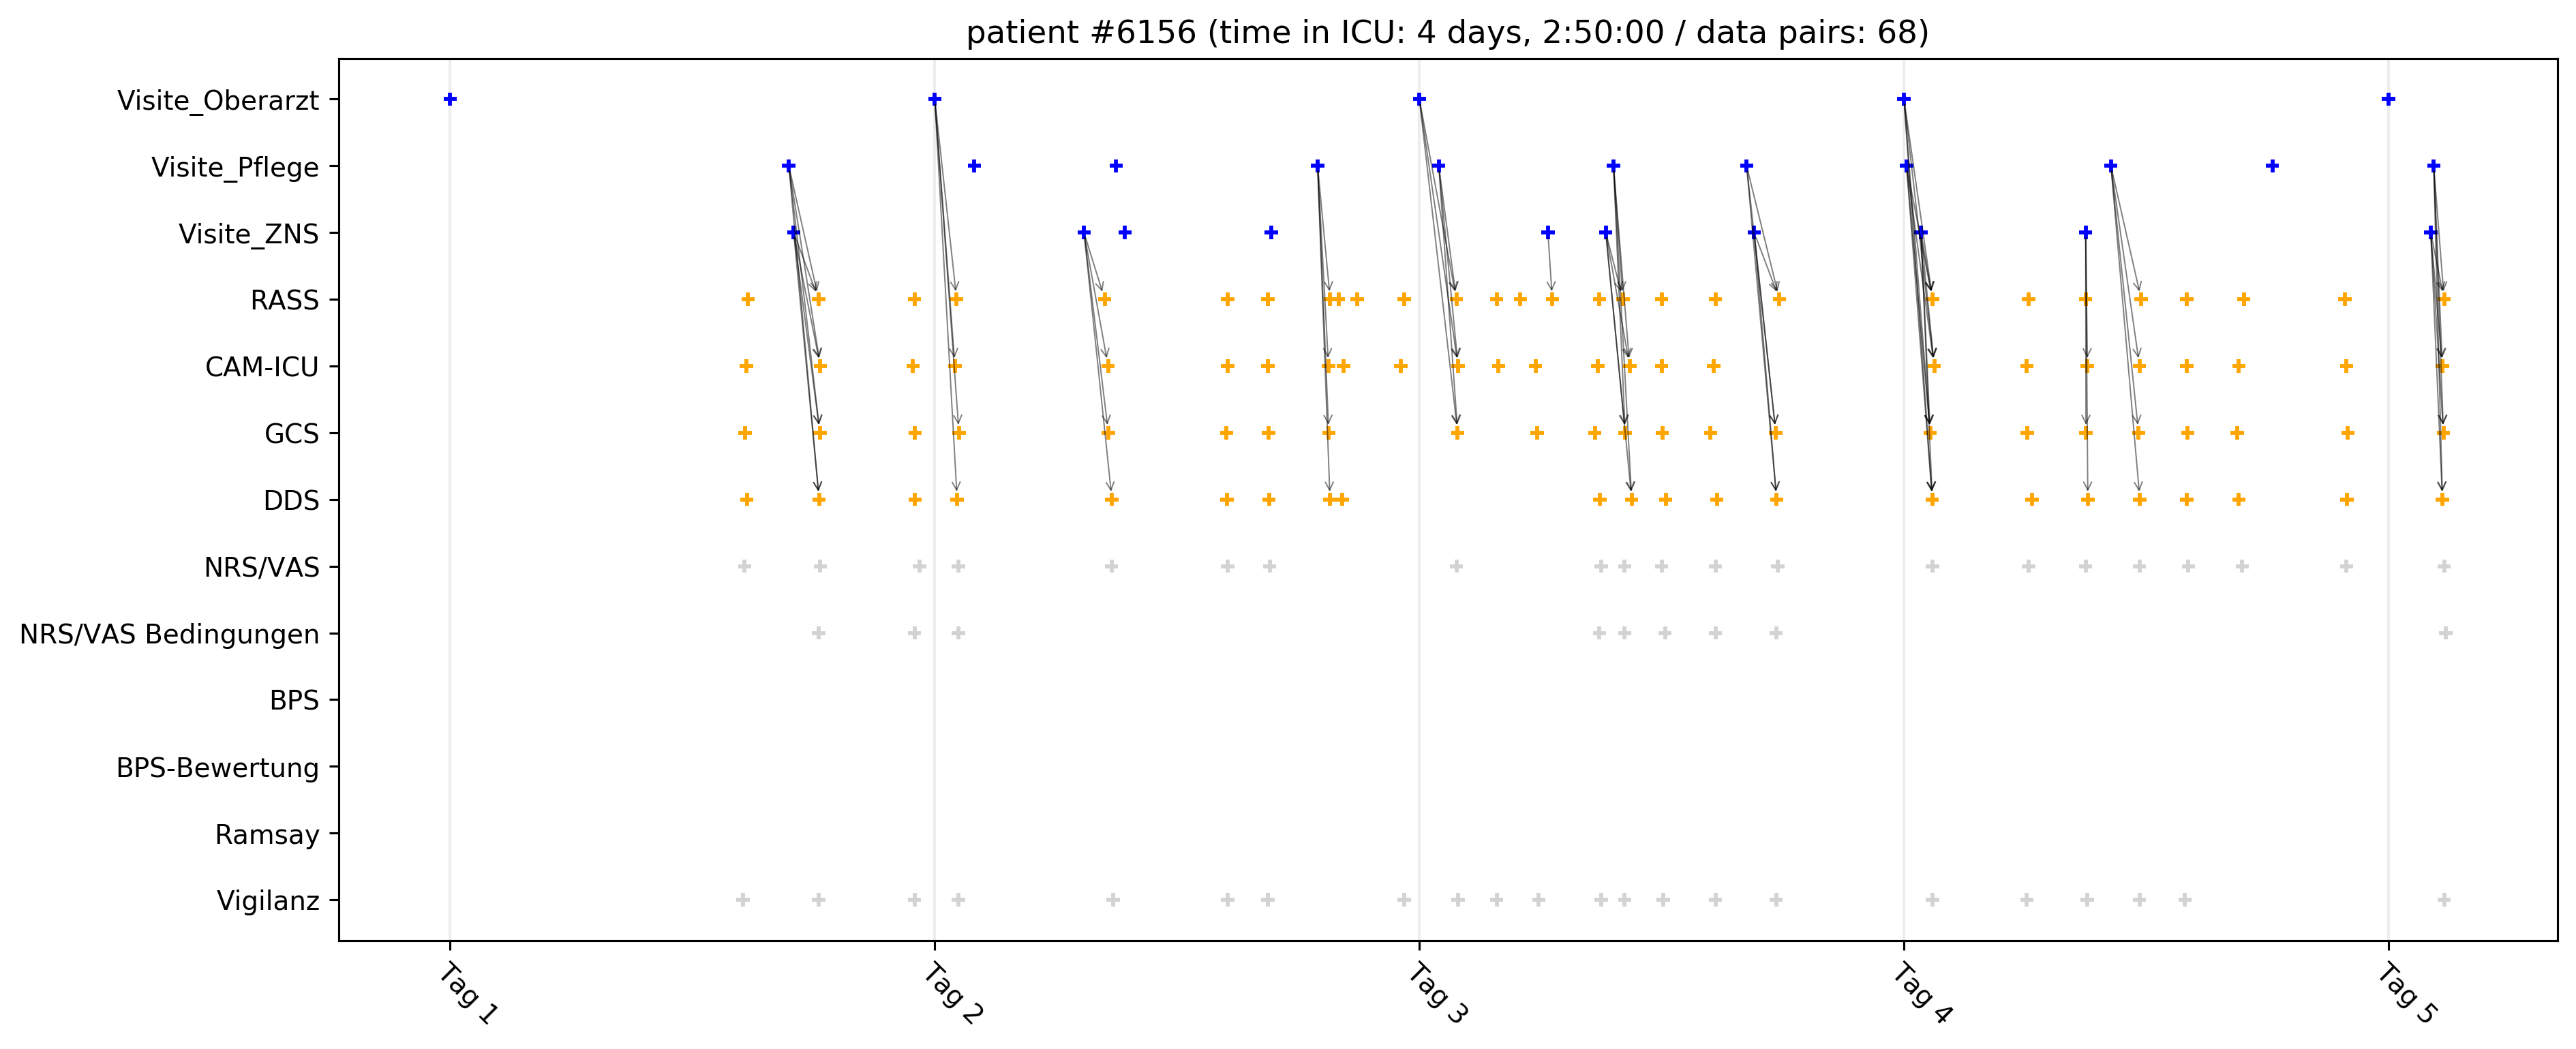 patient #6156 (time in ICU: 4 days, 2:50:00 / data pairs: 68)
Visite_Oberarzt
Visite_Pflege
Visite_ZNS
RASS
CAM-ICU
GCS
DDS
NRS/VAS
NRS/VAS Bedingungen
BPS
BPS-Bewertung
Ramsay
Vigilanz
Tag 1
Tag 2
Tag 3
Tag 4
Tag 5